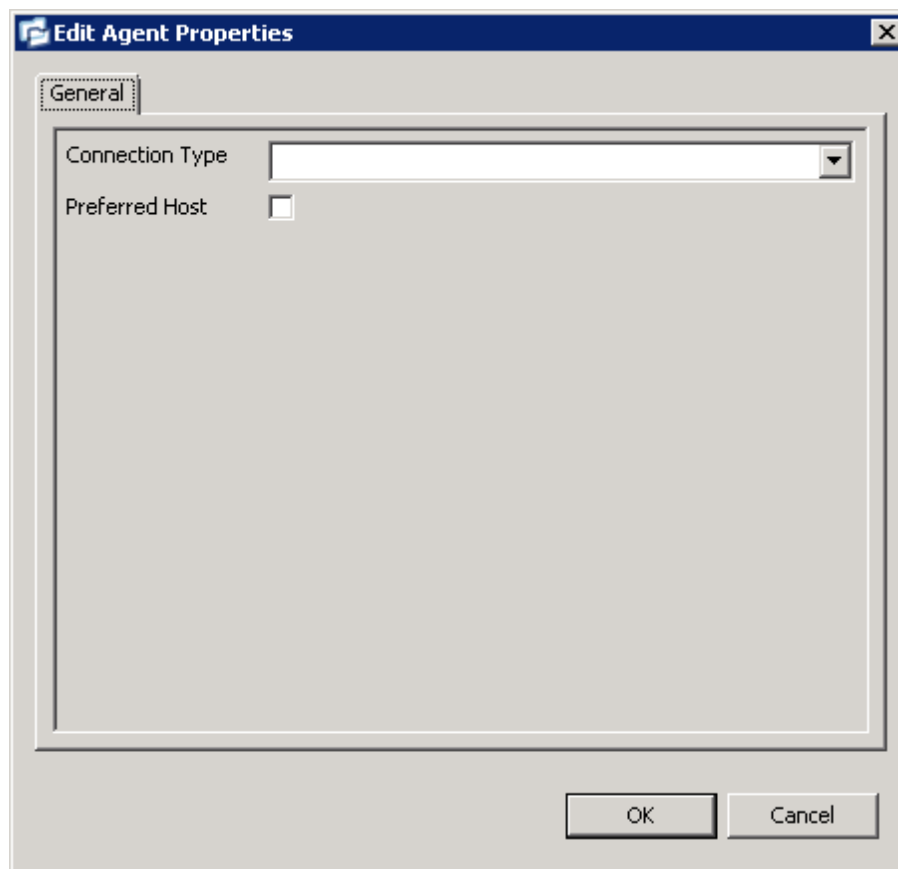 Edit Agent Properties
General
Connection Type
Preferred Host
OK
Cancel